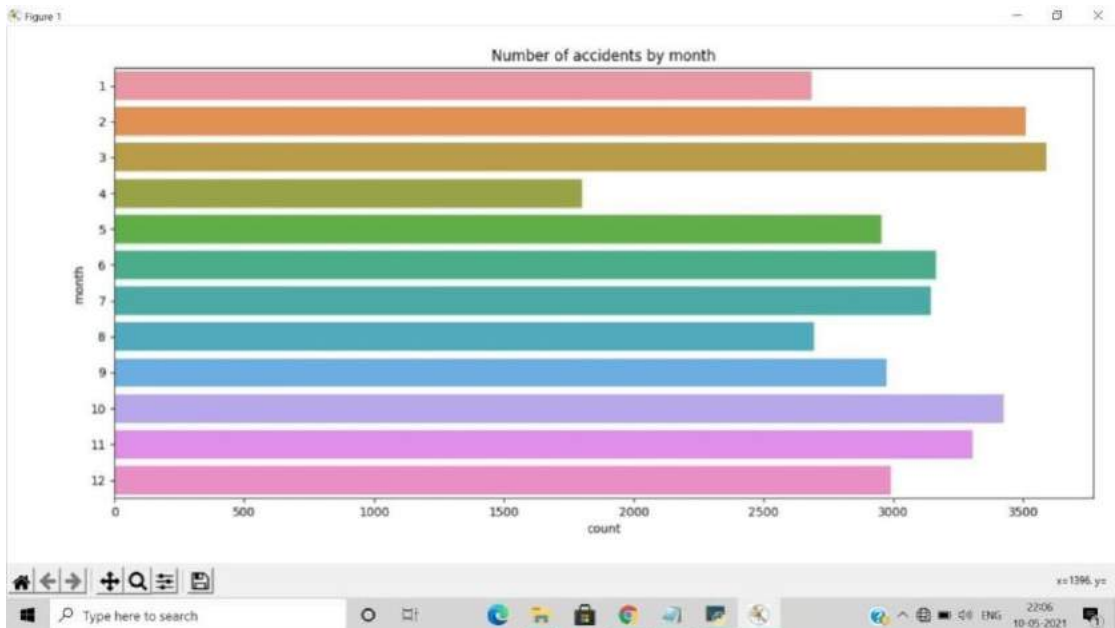 Figure 1
Number of accidents by month
1
2
3
4
5
6
7
8
9
10
11
12
month
0 500 1000 1500 2000 2500 3000 3500
count
x=1396. y=
Type here to search
ENG
22:06
10-05-2021
1